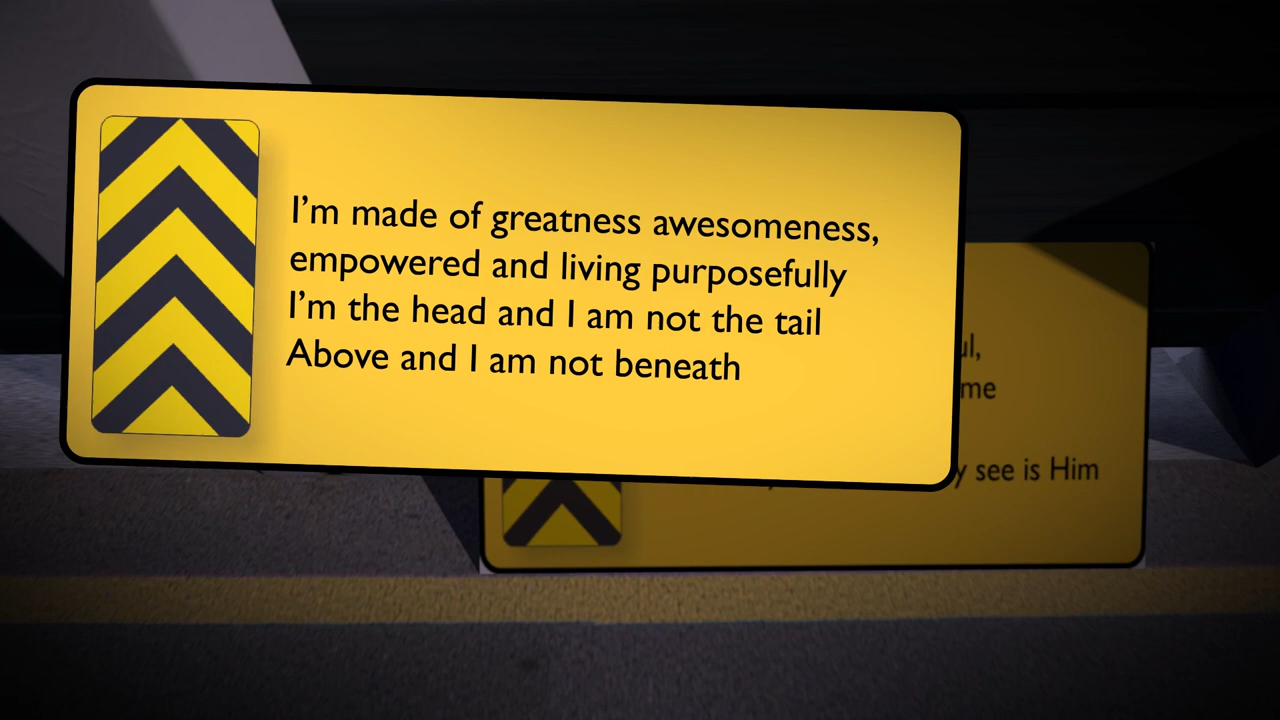 I'm made of greatness awesomeness,
empowered and living purposefully
I'm the head and I am not the tail
Above and I am not beneath
me
see is Him